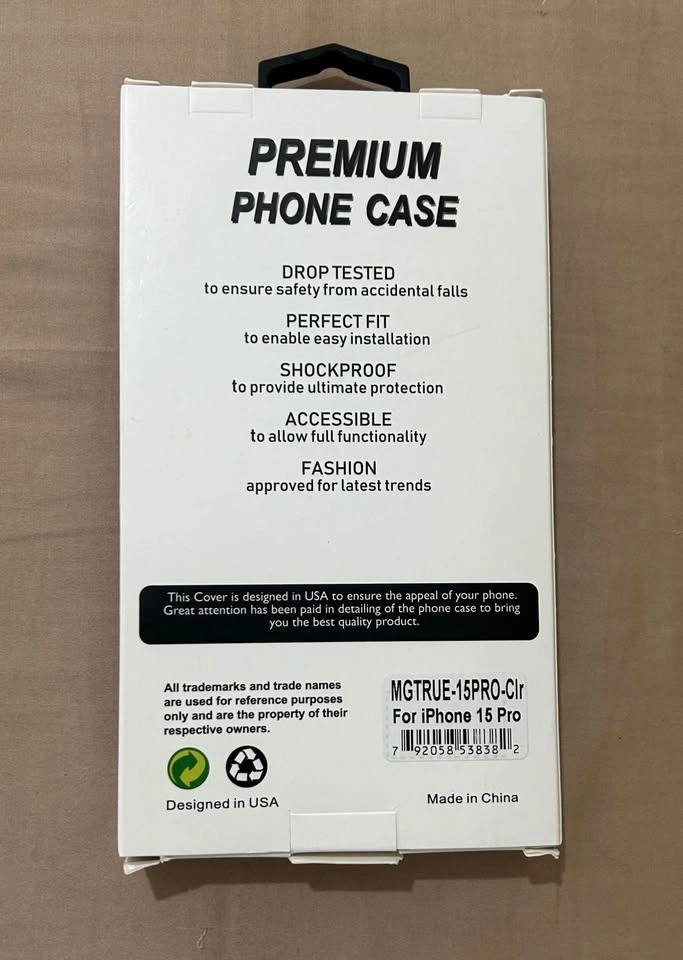 PREMIUM
PHONE CASE
DROP TESTED
to ensure safety from accidental falls
PERFECT FIT
to enable easy installation
SHOCKPROOF
to provide ultimate protection
ACCESSIBLE
to allow full functionality
FASHION
approved for latest trends
This Cover is designed in USA to ensure the appeal of your phone.
Great attention has been paid in detailing of the phone case to bring
you the best quality product.
All trademarks and trade names
are used for reference purposes
only and are the property of their
respective owners.
MGTRUE-15PRO-Clr
For iPhone 15 Pro
7 92058 53838 2
Designed in USA
Made in China